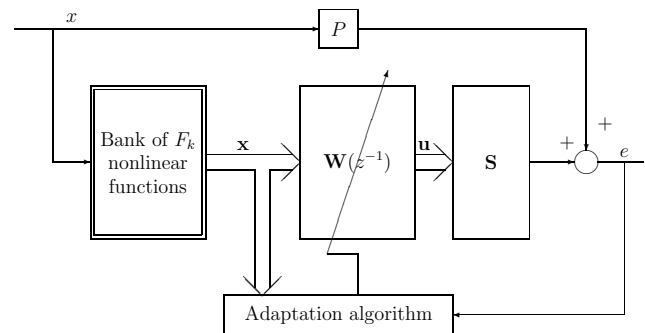 x
P
+
+
Bank of F_k
nonlinear
functions
x
W(z^{-1})
u
S
e
Adaptation algorithm